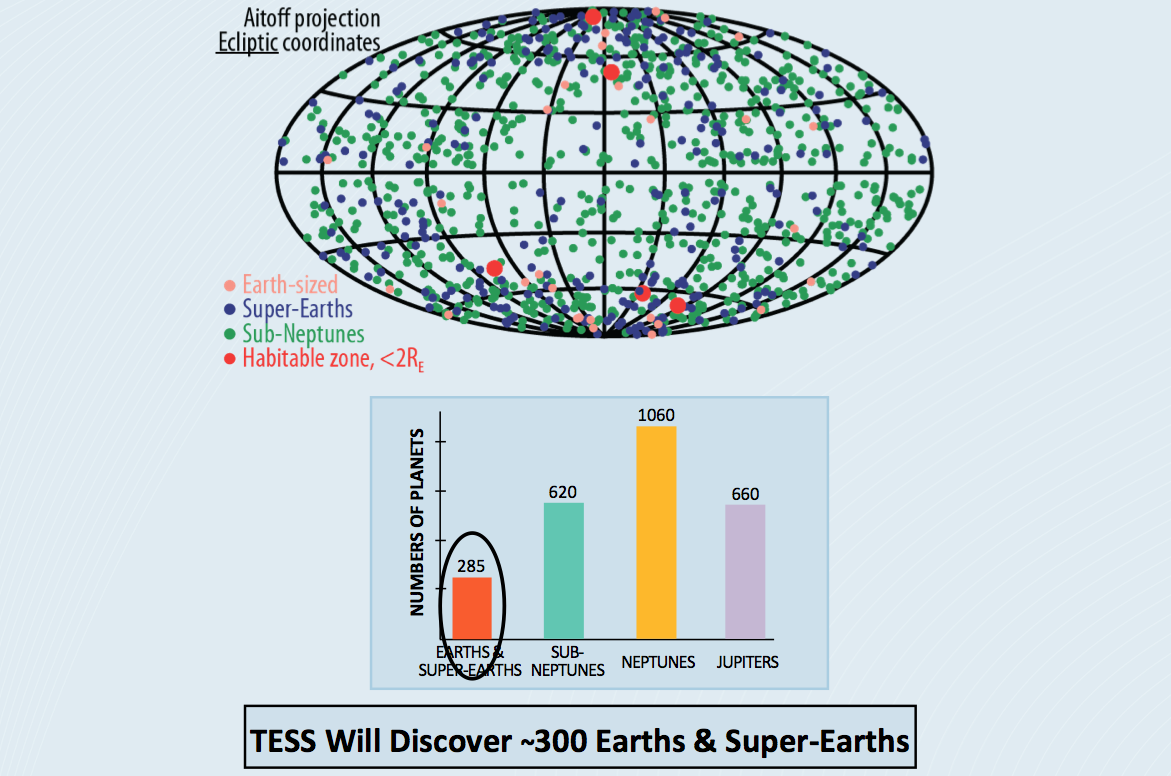 Aitoff projection
Ecliptic coordinates
Earth-sized
Super-Earths
Sub-Neptunes
Habitable zone, <2RE
NUMBERS OF PLANETS
285
620
1060
660
EARTHS &
SUPER-EARTHS
SUB-
NEPTUNES
NEPTUNES
JUPITERS
TESS Will Discover ~300 Earths & Super-Earths